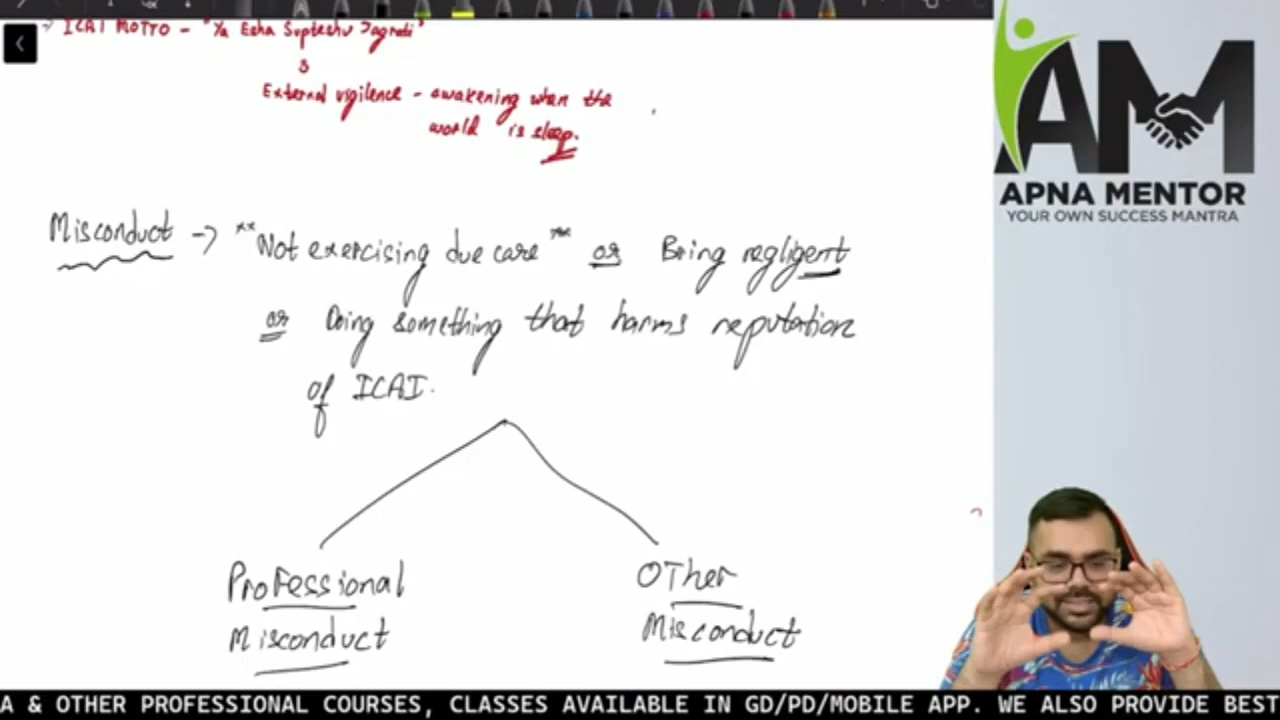 → ICAI MOTTO - "Ya Esha Supteshu Jagrati"
External vigilence - awakening when the
world is sleep.
Misconduct → ** Not exercising due care ** or Being negligent
or Doing something that harms reputation
of ICAI.
Professional
Misconduct
OTher
Misconduct
AM
APNA MENTOR
YOUR OWN SUCCESS MANTRA
A & OTHER PROFESSIONAL COURSES, CLASSES AVAILABLE IN GD/PD/MOBILE APP. WE ALSO PROVIDE BEST